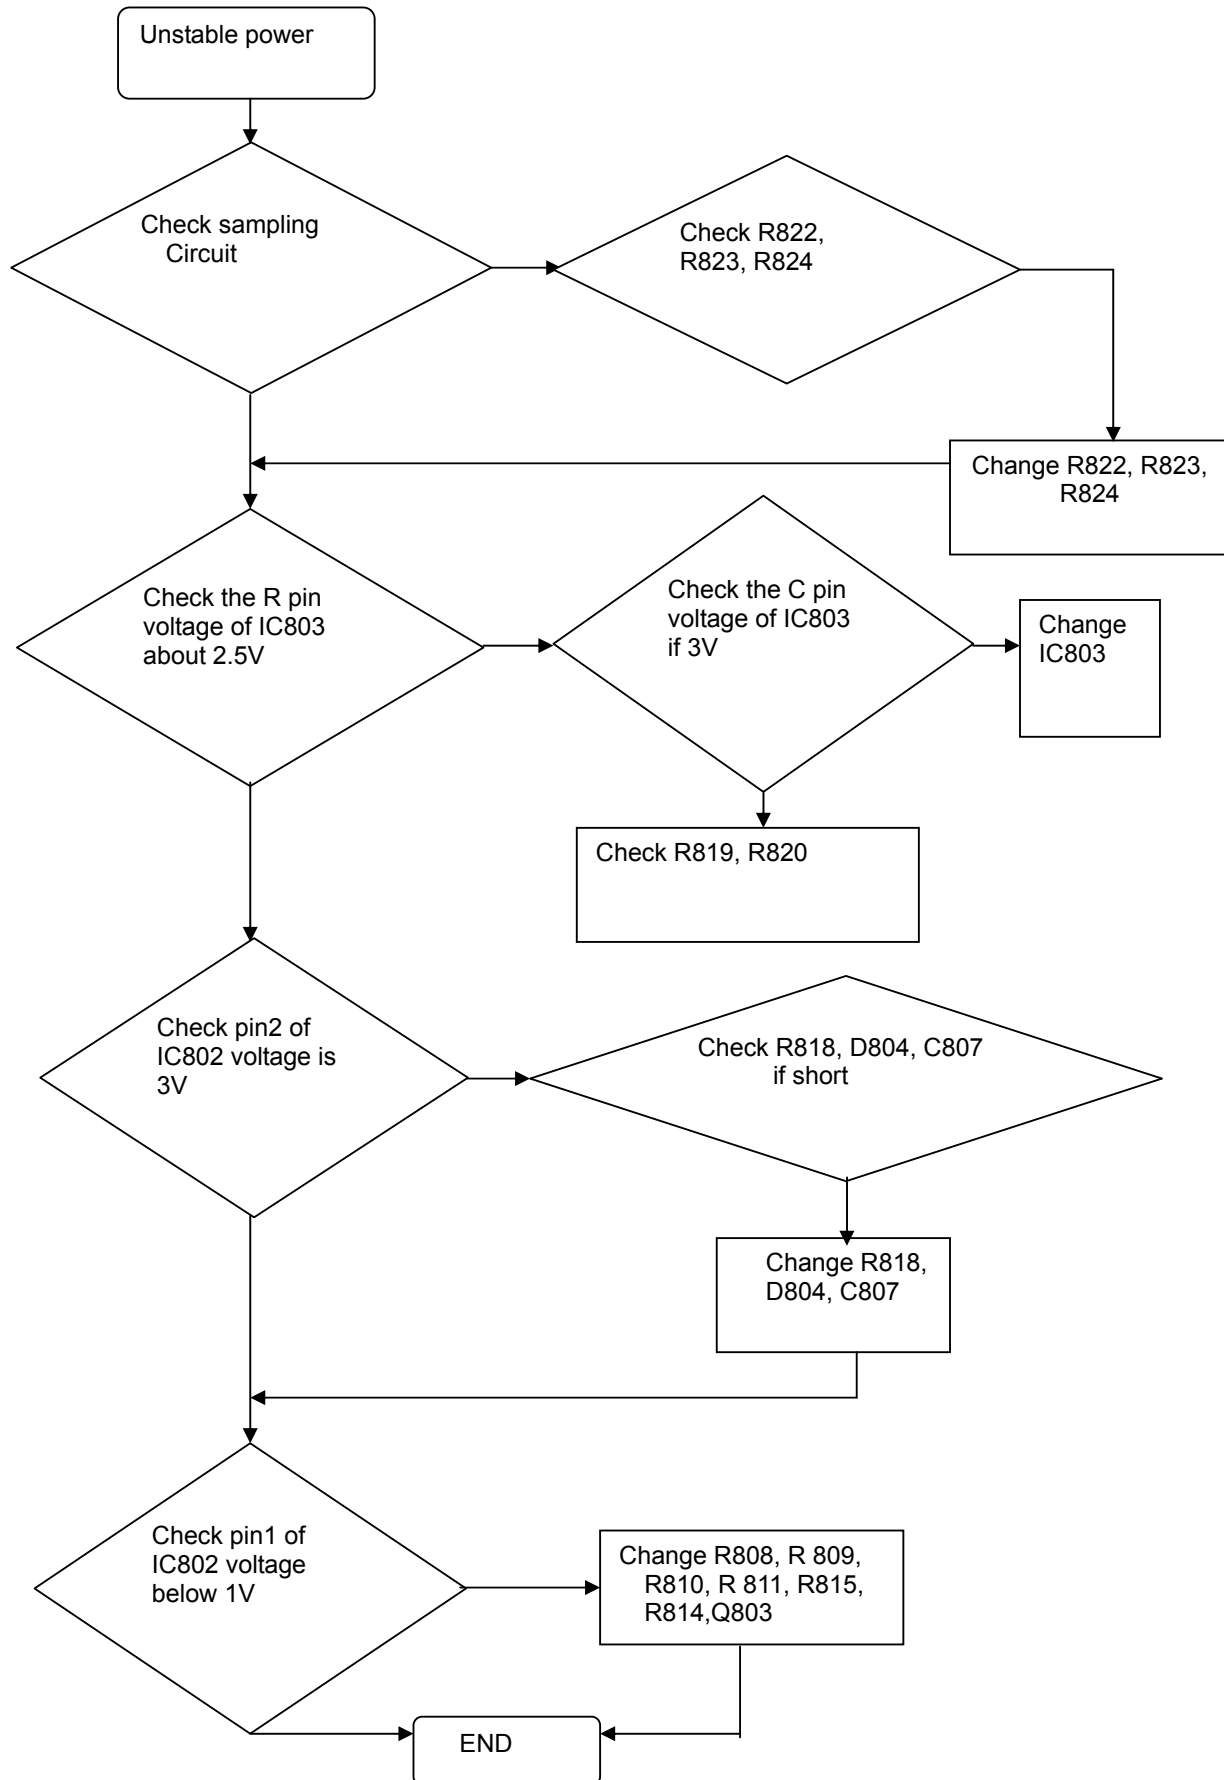 Unstable power
Check sampling
Circuit
Check R822,
R823, R824
Change R822, R823,
R824
Check the R pin
voltage of IC803
about 2.5V
Check the C pin
voltage of IC803
if 3V
Change
IC803
Check R819, R820
Check pin2 of
IC802 voltage is
3V
Check R818, D804, C807
if short
Change R818,
D804, C807
Check pin1 of
IC802 voltage
below 1V
Change R808, R 809,
R810, R 811, R815,
R814,Q803
END